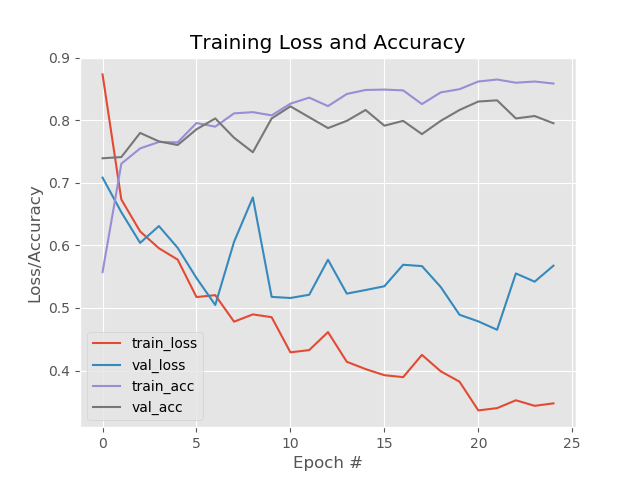 Training Loss and Accuracy
0.9
0.8
0.7
0.6
0.5
0.4
Loss/Accuracy
train_loss
val_loss
train_acc
val_acc
0 5 10 15 20 25
Epoch #